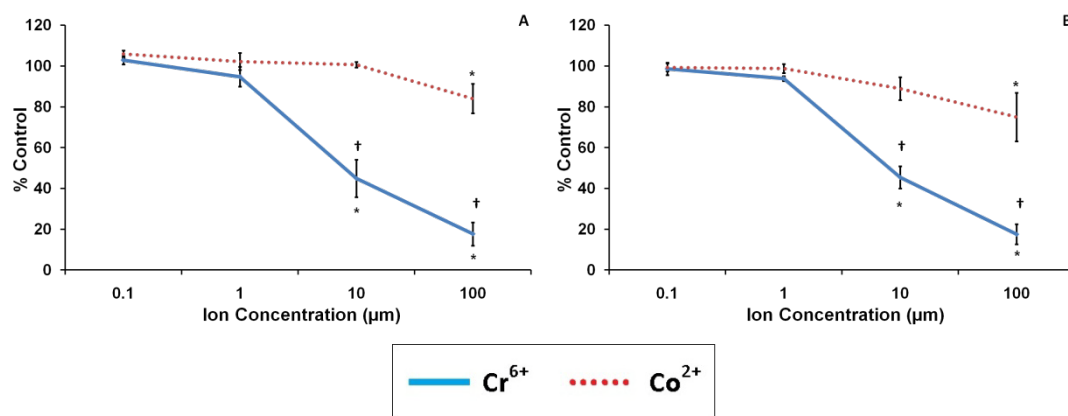 A
% Control
120
100
80
60
40
20
0
*
†
*
†
*
0.1 1 10 100
Ion Concentration (µm)
B
% Control
120
100
80
60
40
20
0
*
†
*
†
*
0.1 1 10 100
Ion Concentration (µm)
Cr⁶⁺ Co²⁺